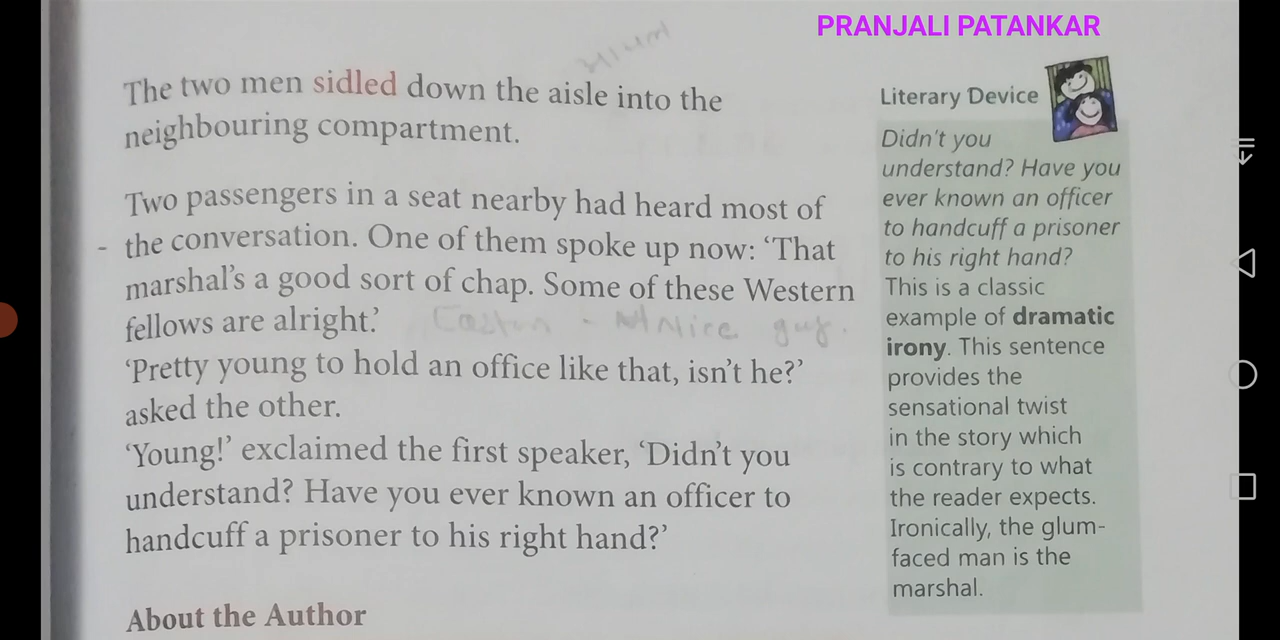 PRANJALI PATANKAR
The two men sidled down the aisle into the
neighbouring compartment.
Two passengers in a seat nearby had heard most of
- the conversation. One of them spoke up now: ‘That
marshal’s a good sort of chap. Some of these Western
fellows are alright.’
Nice guy.
‘Pretty young to hold an office like that, isn’t he?’
asked the other.
‘Young!’ exclaimed the first speaker, ‘Didn’t you
understand? Have you ever known an officer to
handcuff a prisoner to his right hand?’
About the Author
Literary Device
Didn't you
understand? Have you
ever known an officer
to handcuff a prisoner
to his right hand?
This is a classic
example of dramatic
irony. This sentence
provides the
sensational twist
in the story which
is contrary to what
the reader expects.
Ironically, the glum-
faced man is the
marshal.